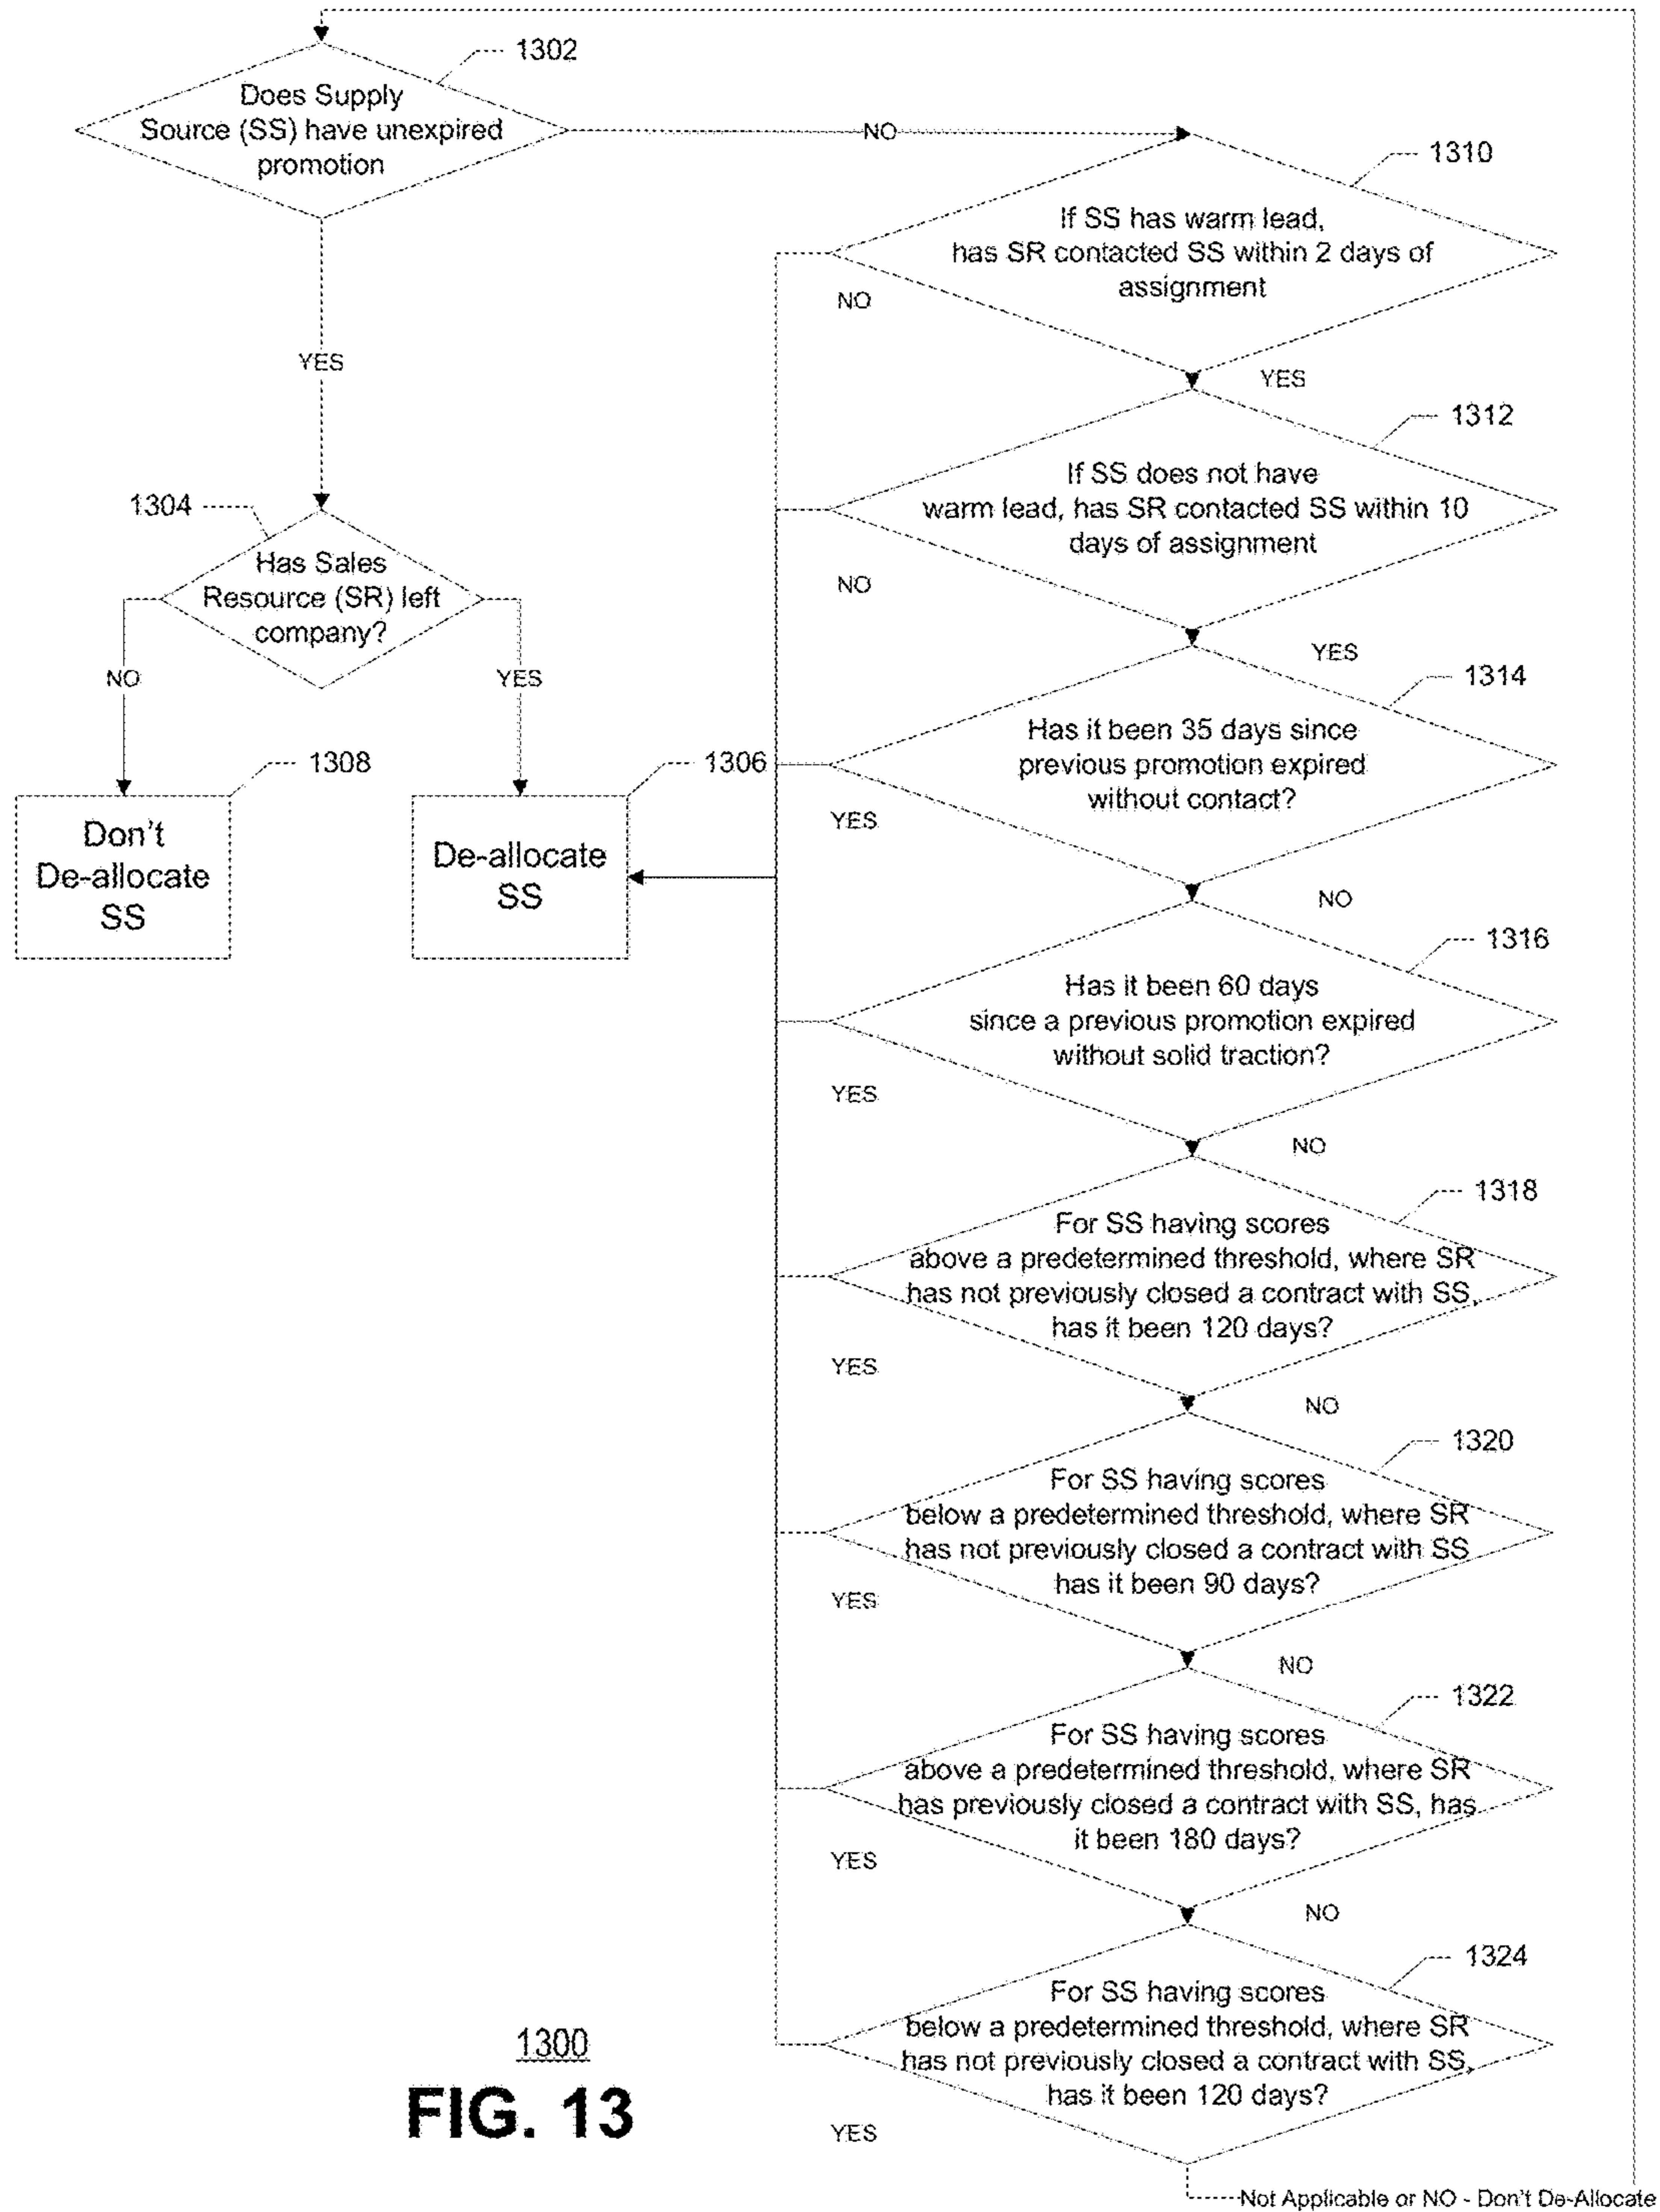 1302
Does Supply
Source (SS) have unexpired
promotion
NO
1310
If SS has warm lead,
has SR contacted SS within 2 days of
assignment
NO
YES
YES
1312
If SS does not have
warm lead, has SR contacted SS within 10
days of assignment
NO
YES
1304
Has Sales
Resource (SR) left
company?
NO
YES
1314
Has it been 35 days since
previous promotion expired
without contact?
YES
NO
1308
Don't
De-allocate
SS
1306
De-allocate
SS
1316
Has it been 60 days
since a previous promotion expired
without solid traction?
YES
NO
1318
For SS having scores
above a predetermined threshold, where SR
has not previously closed a contract with SS,
has it been 120 days?
YES
NO
1320
For SS having scores
below a predetermined threshold, where SR
has not previously closed a contract with SS
has it been 90 days?
YES
NO
1322
For SS having scores
above a predetermined threshold, where SR
has previously closed a contract with SS, has
it been 180 days?
YES
NO
1324
For SS having scores
below a predetermined threshold, where SR
has not previously closed a contract with SS,
has it been 120 days?
YES
Not Applicable or NO - Don't De-Allocate
1300
FIG. 13